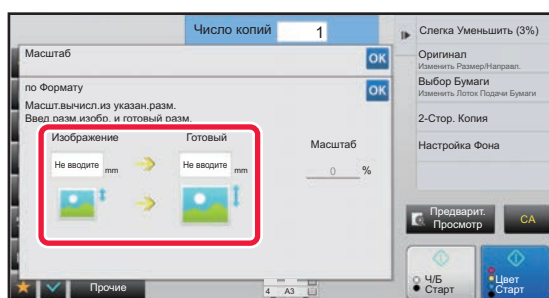 Число копий 1
Масштаб OK
по Формату OK
Масшт.вычисл.из указан.разм.
Введ.разм.изобр. и готовый разм.
Изображение Готовый
Масштаб
Не вводите mm Не вводите mm
0 %
Слегка Уменьшить (3%)
Оригинал
Изменить Размер/Направл.
Выбор Бумаги
Изменить Лоток Подачи Бумаги
2-Стор. Копия
Настройка Фона
Предварит.
Просмотр
CA
Ч/Б
Старт
Цвет
Старт
Прочие
4 A3